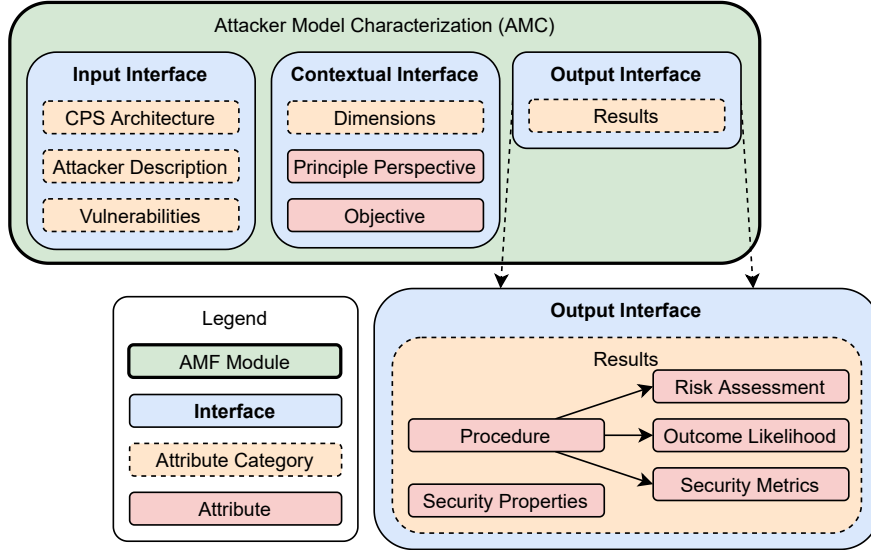 Attacker Model Characterization (AMC)
Input Interface
CPS Architecture
Attacker Description
Vulnerabilities
Contextual Interface
Dimensions
Principle Perspective
Objective
Output Interface
Results
Legend
AMF Module
Interface
Attribute Category
Attribute
Output Interface
Results
Procedure
Security Properties
Risk Assessment
Outcome Likelihood
Security Metrics